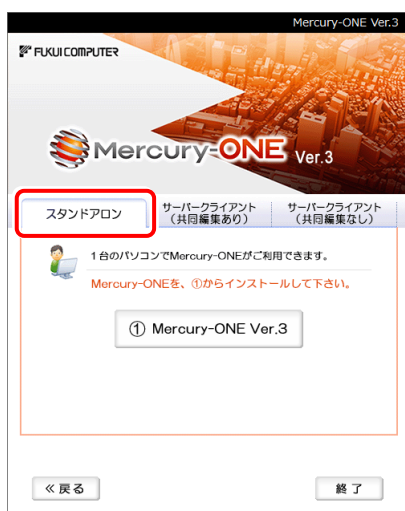 Mercury-ONE Ver.3
FUKUI COMPUTER
Mercury-ONE Ver.3
スタンドアロン
サーバークライアント
（共同編集あり）
サーバークライアント
（共同編集なし）
1台のパソコンでMercury-ONEがご利用できます。
Mercury-ONEを、①からインストールして下さい。
① Mercury-ONE Ver.3
≪戻る
終了